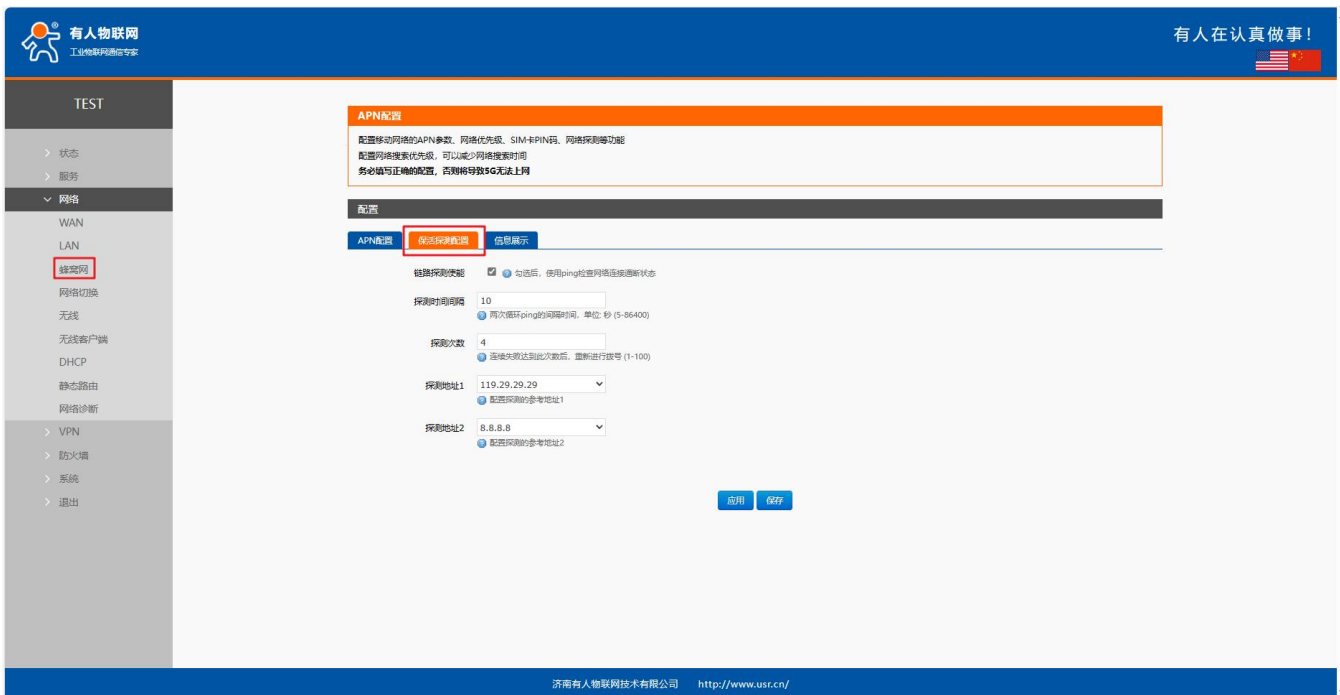 有人物联网
工业物联网通信专家
有人在认真做事!
TEST
状态
服务
网络
WAN
LAN
蜂窝网
网络切换
无线
无线客户端
DHCP
静态路由
网络诊断
VPN
防火墙
系统
退出
APN配置
配置移动网络的APN参数、网络优先级、SIM卡PIN码、网络探测等功能
配置网络搜索优先级，可以减少网络搜索时间
务必填写正确的配置，否则将导致5G无法上网
配置
APN配置 保活探测配置 信息展示
链路探测使能 勾选后，使用ping检查网络连接通断状态
探测时间间隔 10
两次循环ping的间隔时间，单位: 秒 (5-86400)
探测次数 4
连续失败达到此次数后，重新进行拨号 (1-100)
探测地址1 119.29.29.29
配置探测的参考地址1
探测地址2 8.8.8.8
配置探测的参考地址2
应用 保存
济南有人物联网技术有限公司 http://www.usr.cn/